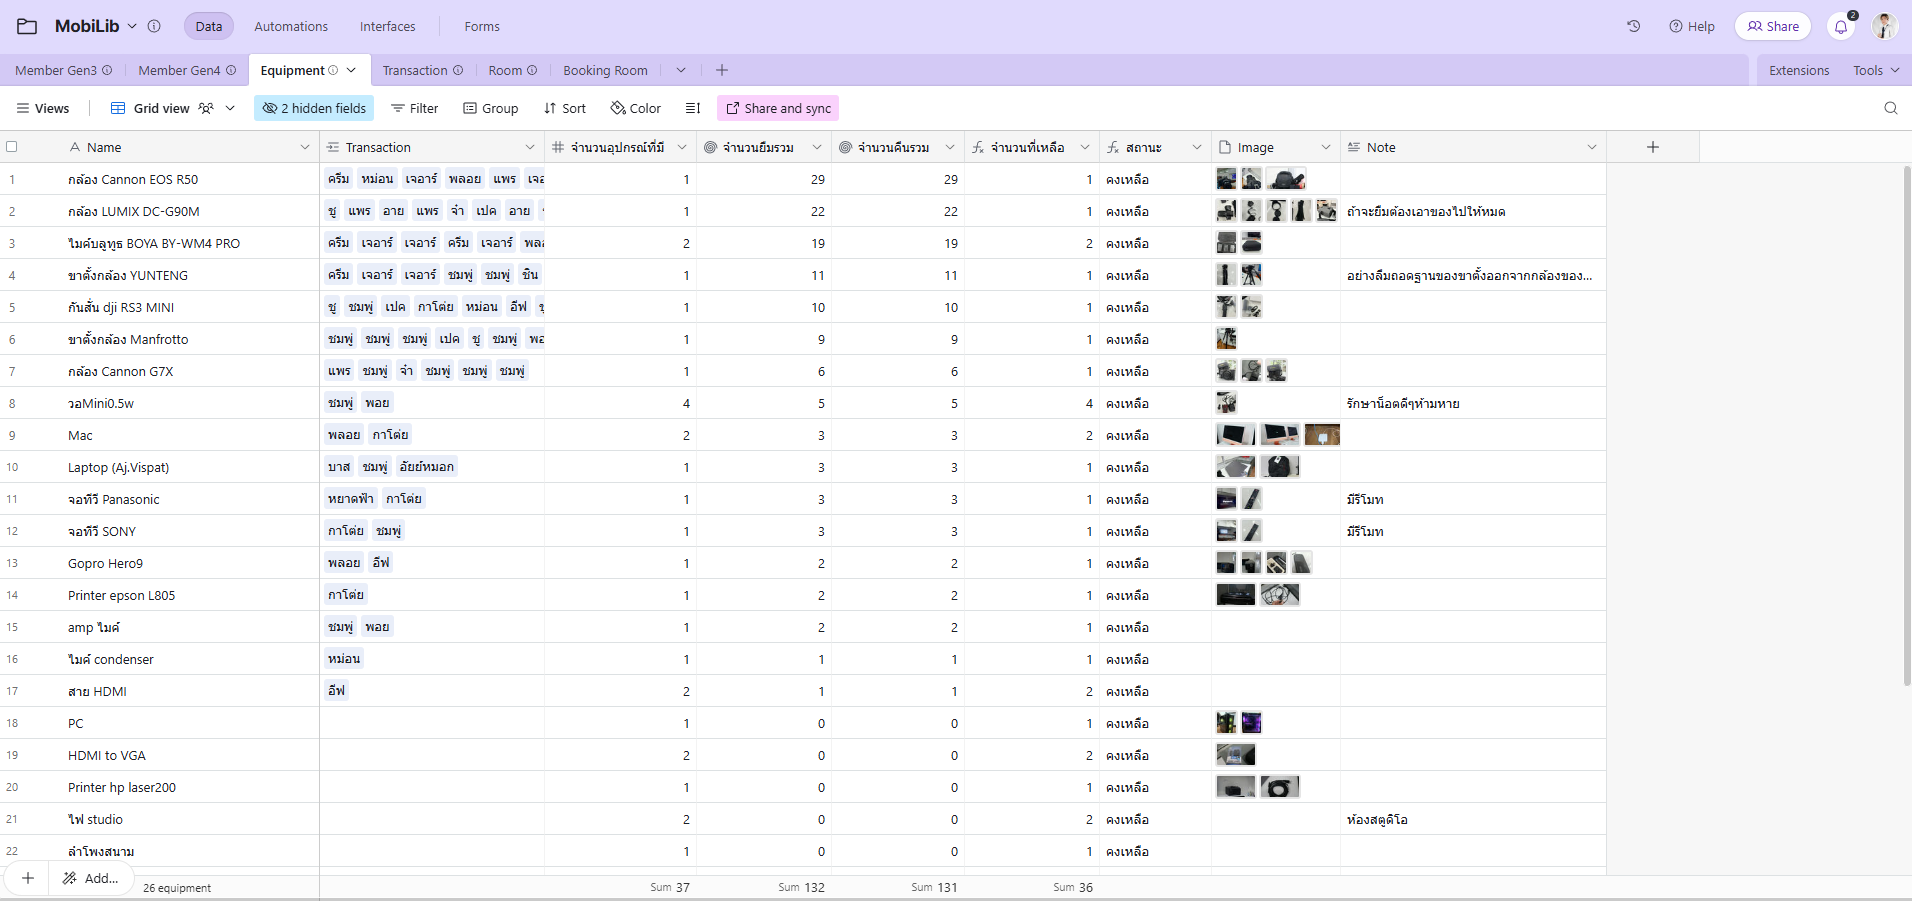 MobiLib Data Automations Interfaces Forms Help Share 2
Member Gen3 Member Gen4 Equipment Transaction Room Booking Room Extensions Tools
Views Grid view 2 hidden fields Filter Group Sort Color Share and sync
Name Transaction จำนวนอุปกรณ์ที่มี จำนวนยืมรวม จำนวนคืนรวม จำนวนที่เหลือ สถานะ Image Note
1 กล้อง Cannon EOS R50 ครีม หม่อน เจอาร์ พลอย แพร เจอ 1 29 29 1 คงเหลือ
2 กล้อง LUMIX DC-G90M ชู แพร อาย แพร จ๋า เปค อาย 1 22 22 1 คงเหลือ ถ้าจะยืมต้องเอาของไปให้หมด
3 ไมค์บลูทูธ BOYA BY-WM4 PRO ครีม เจอาร์ เจอาร์ ครีม เจอาร์ พลอ 2 19 19 2 คงเหลือ
4 ขาตั้งกล้อง YUNTENG ครีม เจอาร์ เจอาร์ ชมพู่ ชมพู่ ชิน 1 11 11 1 คงเหลือ อย่างลืมถอดฐานของขาตั้งออกจากกล้องของ...
5 กันสั่น dji RS3 MINI ชู ชมพู่ เปค กาโต่ย หม่อน อีฟ 1 10 10 1 คงเหลือ
6 ขาตั้งกล้อง Manfrotto ชมพู่ ชมพู่ ชมพู่ เปค ชู ชมพู่ พอ 1 9 9 1 คงเหลือ
7 กล้อง Cannon G7X แพร ชมพู่ จ๋า ชมพู่ ชมพู่ ชมพู่ 1 6 6 1 คงเหลือ
8 วอMini0.5w ชมพู่ พอย 4 5 5 4 คงเหลือ รักษาน็อตดีๆห้ามหาย
9 Mac พลอย กาโต่ย 2 3 3 2 คงเหลือ
10 Laptop (Aj.Vispat) บาส ชมพู่ อัยย์หมอก 1 3 3 1 คงเหลือ
11 จอทีวี Panasonic หยาดฟ้า กาโต่ย 1 3 3 1 คงเหลือ มีรีโมท
12 จอทีวี SONY กาโต่ย ชมพู่ 1 3 3 1 คงเหลือ มีรีโมท
13 Gopro Hero9 พลอย อีฟ 1 2 2 1 คงเหลือ
14 Printer epson L805 กาโต่ย 1 2 2 1 คงเหลือ
15 amp ไมค์ ชมพู่ พอย 1 2 2 1 คงเหลือ
16 ไมค์ condenser หม่อน 1 1 1 1 คงเหลือ
17 สาย HDMI อีฟ 2 1 1 2 คงเหลือ
18 PC 1 0 0 1 คงเหลือ
19 HDMI to VGA 2 0 0 2 คงเหลือ
20 Printer hp laser200 1 0 0 1 คงเหลือ
21 ไฟ studio 2 0 0 2 คงเหลือ ห้องสตูดิโอ
22 ลำโพงสนาม 1 0 0 1 คงเหลือ
Add... 26 equipment Sum 37 Sum 132 Sum 131 Sum 36